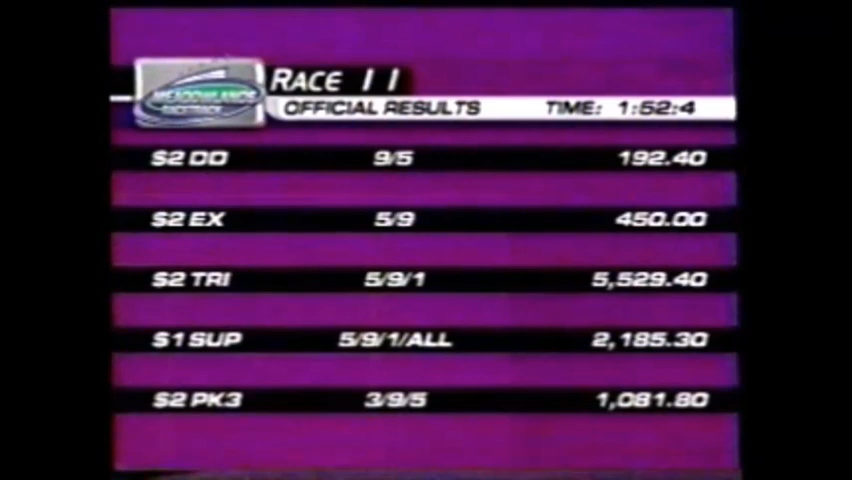 MEADOWLANDS
RACETRACK
RACE 11
OFFICIAL RESULTS TIME: 1:52:4
$2 DD 9/5 192.40
$2 EX 5/9 450.00
$2 TRI 5/9/1 5,529.40
$1 SUP 5/9/1/ALL 2,185.30
$2 PK3 3/9/5 1,081.80